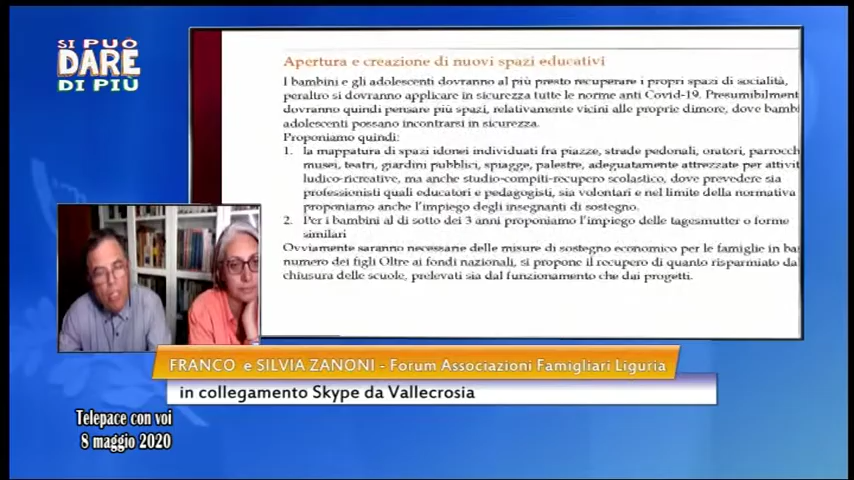 SI PUÒ
DARE
DI PIÙ
Apertura e creazione di nuovi spazi educativi
I bambini e gli adolescenti dovranno al più presto recuperare i propri spazi di socialità,
peraltro si dovranno applicare in sicurezza tutte le norme anti Covid-19. Presumibilment
dovranno quindi pensare più spazi, relativamente vicini alle proprie dimore, dove bambi
adolescenti possano incontrarsi in sicurezza.
Proponiamo quindi:
1. la mappatura di spazi idonei individuati fra piazze, strade pedonali, oratori, parrocch
musei, teatri, giardini pubblici, spiagge, palestre, adeguatamente attrezzate per attivit
ludico-ricreative, ma anche studio-compiti-recupero scolastico, dove prevedere sia
professionisti quali educatori e pedagogisti, sia volontari e nel limite della normativa
proponiamo anche l'impiego degli insegnanti di sostegno.
2. Per i bambini al di sotto dei 3 anni proponiamo l'impiego delle tagesmutter o forme
similari
Ovviamente saranno necessarie delle misure di sostegno economico per le famiglie in bas
numero dei figli Oltre ai fondi nazionali, si propone il recupero di quanto risparmiato da
chiusura delle scuole, prelevati sia dal funzionamento che dai progetti.
FRANCO e SILVIA ZANONI - Forum Associazioni Famigliari Liguria
in collegamento Skype da Vallecrosia
Telepace con voi
8 maggio 2020